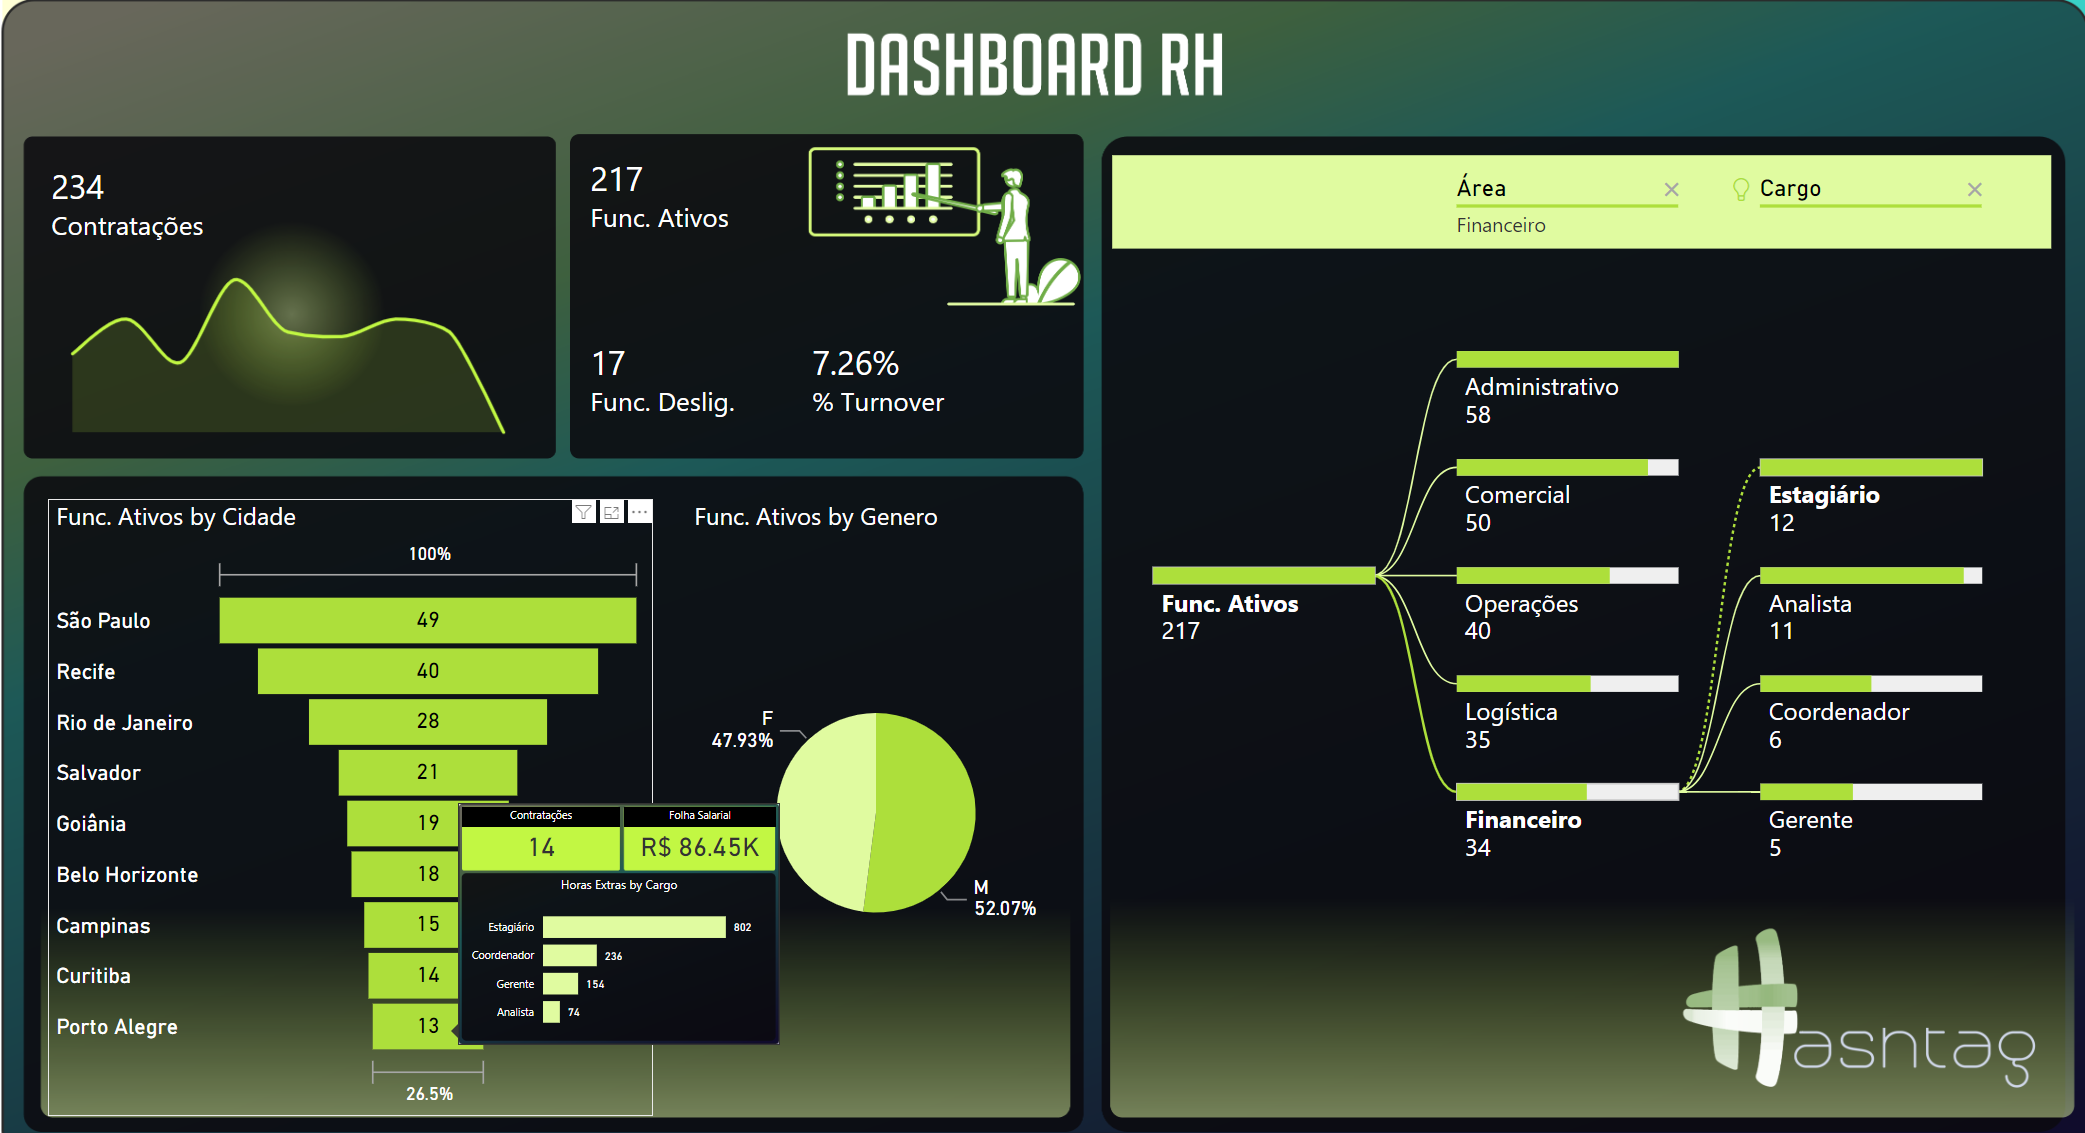 DASHBOARD RH
234
Contratações
217
Func. Ativos
17
Func. Deslig.
7.26%
% Turnover
Func. Ativos by Cidade
100%
São Paulo 49
Recife 40
Rio de Janeiro 28
Salvador 21
Goiânia 19
Belo Horizonte 18
Campinas 15
Curitiba 14
Porto Alegre 13
26.5%
Contratações
14
Folha Salarial
R$ 86.45K
Horas Extras by Cargo
Estagiário 802
Coordenador 236
Gerente 154
Analista 74
Func. Ativos by Genero
F
47.93%
M
52.07%
Área
Financeiro
Cargo
Func. Ativos
217
Administrativo
58
Comercial
50
Operações
40
Logística
35
Financeiro
34
Estagiário
12
Analista
11
Coordenador
6
Gerente
5
Hashtag